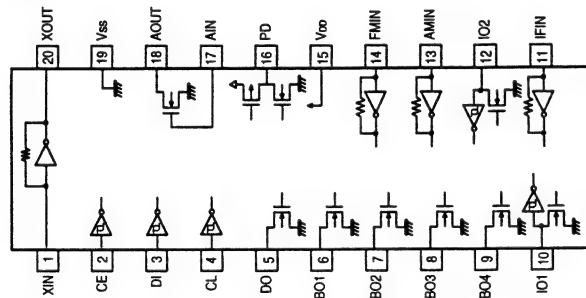 XOUT
Vss
AOUT
AIN
PD
VDD
FMIN
AMIN
IO2
IFIN
20
19
18
17
16
15
14
13
12
11
1
2
3
4
5
6
7
8
9
10
XIN
CE
DI
CL
DO
BO1
BO2
BO3
BO4
IO1